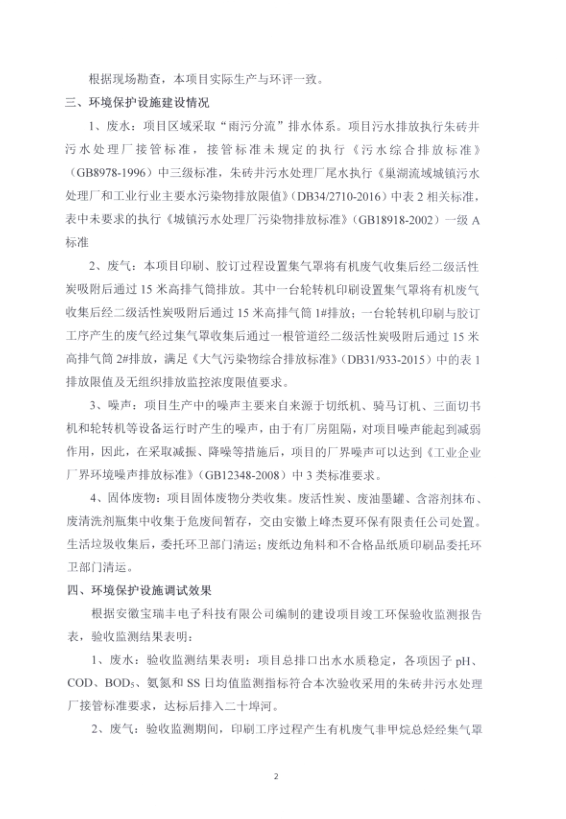 根据现场勘查，本项目实际生产与环评一致。
三、环境保护设施建设情况
1、废水：项目区域采取“雨污分流”排水体系。项目污水排放执行朱砖井
污水处理厂接管标准，接管标准未规定的执行《污水综合排放标准》
（GB8978-1996）中三级标准，朱砖井污水处理厂尾水执行《巢湖流域城镇污水
处理厂和工业行业主要水污染物排放限值》（DB34/2710-2016）中表 2 相关标准，
表中未要求的执行《城镇污水处理厂污染物排放标准》（GB18918-2002）一级 A
标准
2、废气：本项目印刷、胶订过程设置集气罩将有机废气收集后经二级活性
炭吸附后通过 15 米高排气筒排放。其中一台轮转机印刷设置集气罩将有机废气
收集后经二级活性炭吸附后通过 15 米高排气筒 1#排放；一台轮转机印刷与胶订
工序产生的废气经过集气罩收集后通过一根管道经二级活性炭吸附后通过 15 米
高排气筒 2#排放，满足《大气污染物综合排放标准》（DB31/933-2015）中的表 1
排放限值及无组织排放监控浓度限值要求。
3、噪声：项目生产中的噪声主要来自来源于切纸机、骑马订机、三面切书
机和轮转机等设备运行时产生的噪声，由于有厂房阻隔，对项目噪声能起到减弱
作用，因此，在采取减振、降噪等措施后，项目的厂界噪声可以达到《工业企业
厂界环境噪声排放标准》（GB12348-2008）中 3 类标准要求。
4、固体废物：项目固体废物分类收集。废活性炭、废油墨罐、含溶剂抹布、
废清洗剂瓶集中收集于危废间暂存，交由安徽上峰杰夏环保有限责任公司处置。
生活垃圾收集后，委托环卫部门清运；废纸边角料和不合格品纸质印刷品委托环
卫部门清运。
四、环境保护设施调试效果
根据安徽宝瑞丰电子科技有限公司编制的建设项目竣工环保验收监测报告
表，验收监测结果表明：
1、废水：验收监测结果表明：项目总排口出水水质稳定，各项因子 pH、
COD、BOD₅、氨氮和 SS 日均值监测指标符合本次验收采用的朱砖井污水处理
厂接管标准要求，达标后排入二十埠河。
2、废气：验收监测期间，印刷工序过程产生有机废气非甲烷总烃经集气罩
2